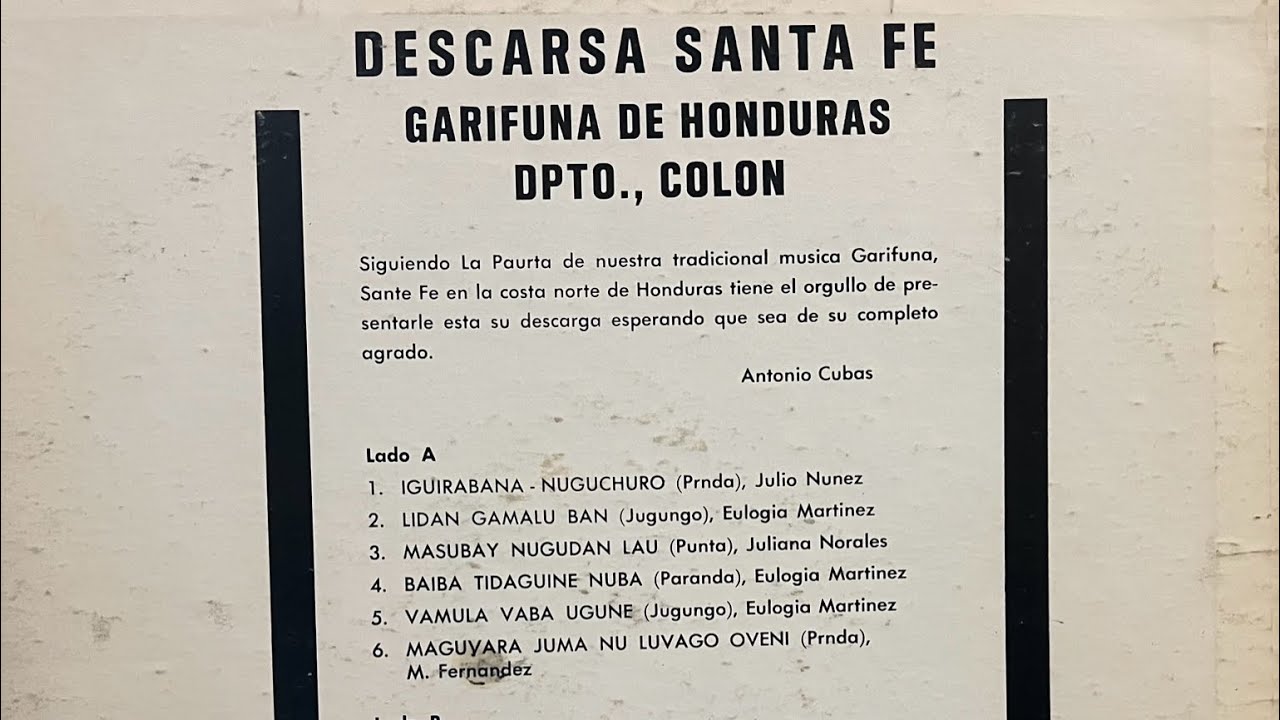 DESCARSA SANTA FE
GARIFUNA DE HONDURAS
DPTO., COLON
Siguiendo La Paurta de nuestra tradicional musica Garifuna,
Sante Fe en la costa norte de Honduras tiene el orgullo de pre-
sentarle esta su descarga esperando que sea de su completo
agrado.
Antonio Cubas
Lado A
1. IGUIRABANA - NUGUCHURO (Prnda), Julio Nunez
2. LIDAN GAMALU BAN (Jugungo), Eulogia Martinez
3. MASUBAY NUGUDAN LAU (Punta), Juliana Norales
4. BAIBA TIDAGUINE NUBA (Paranda), Eulogia Martinez
5. VAMULA VABA UGUNE (Jugungo), Eulogia Martinez
6. MAGUYARA JUMA NU LUVAGO OVENI (Prnda),
M. Fernandez